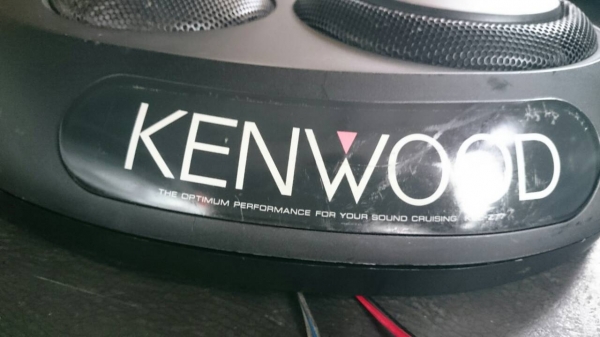 KENWOOD
THE OPTIMUM PERFORMANCE FOR YOUR SOUND CRUISING